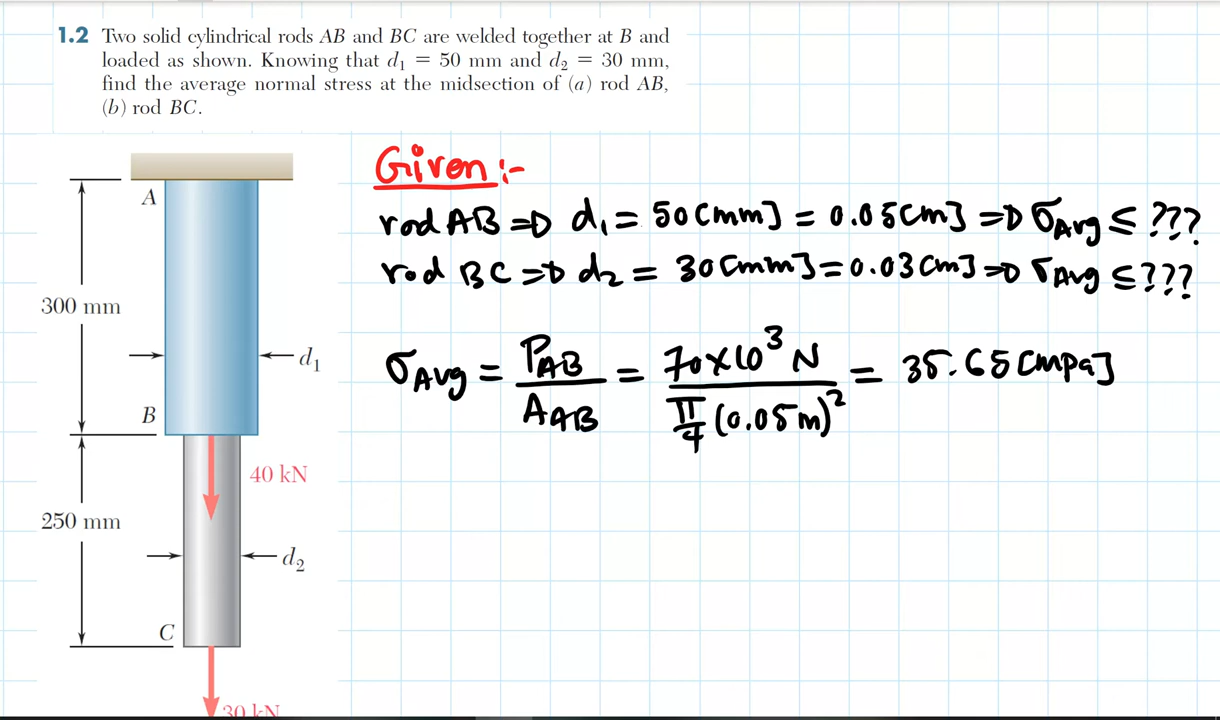 1.2 Two solid cylindrical rods AB and BC are welded together at B and
loaded as shown. Knowing that d₁ = 50 mm and d₂ = 30 mm,
find the average normal stress at the midsection of (a) rod AB,
(b) rod BC.
Given :-
rod AB => d₁ = 50 [mm] = 0.05 [m] => σAvg ≤ ???
rod BC => d₂ = 30 [mm] = 0.03 [m] => σAvg ≤ ???
σAvg = PAB / AAB = 70 x 10³ N / π/4 (0.05 m)² = 35.65 [mpa]
A
300 mm
d₁
B
40 kN
250 mm
d₂
C
30 kN